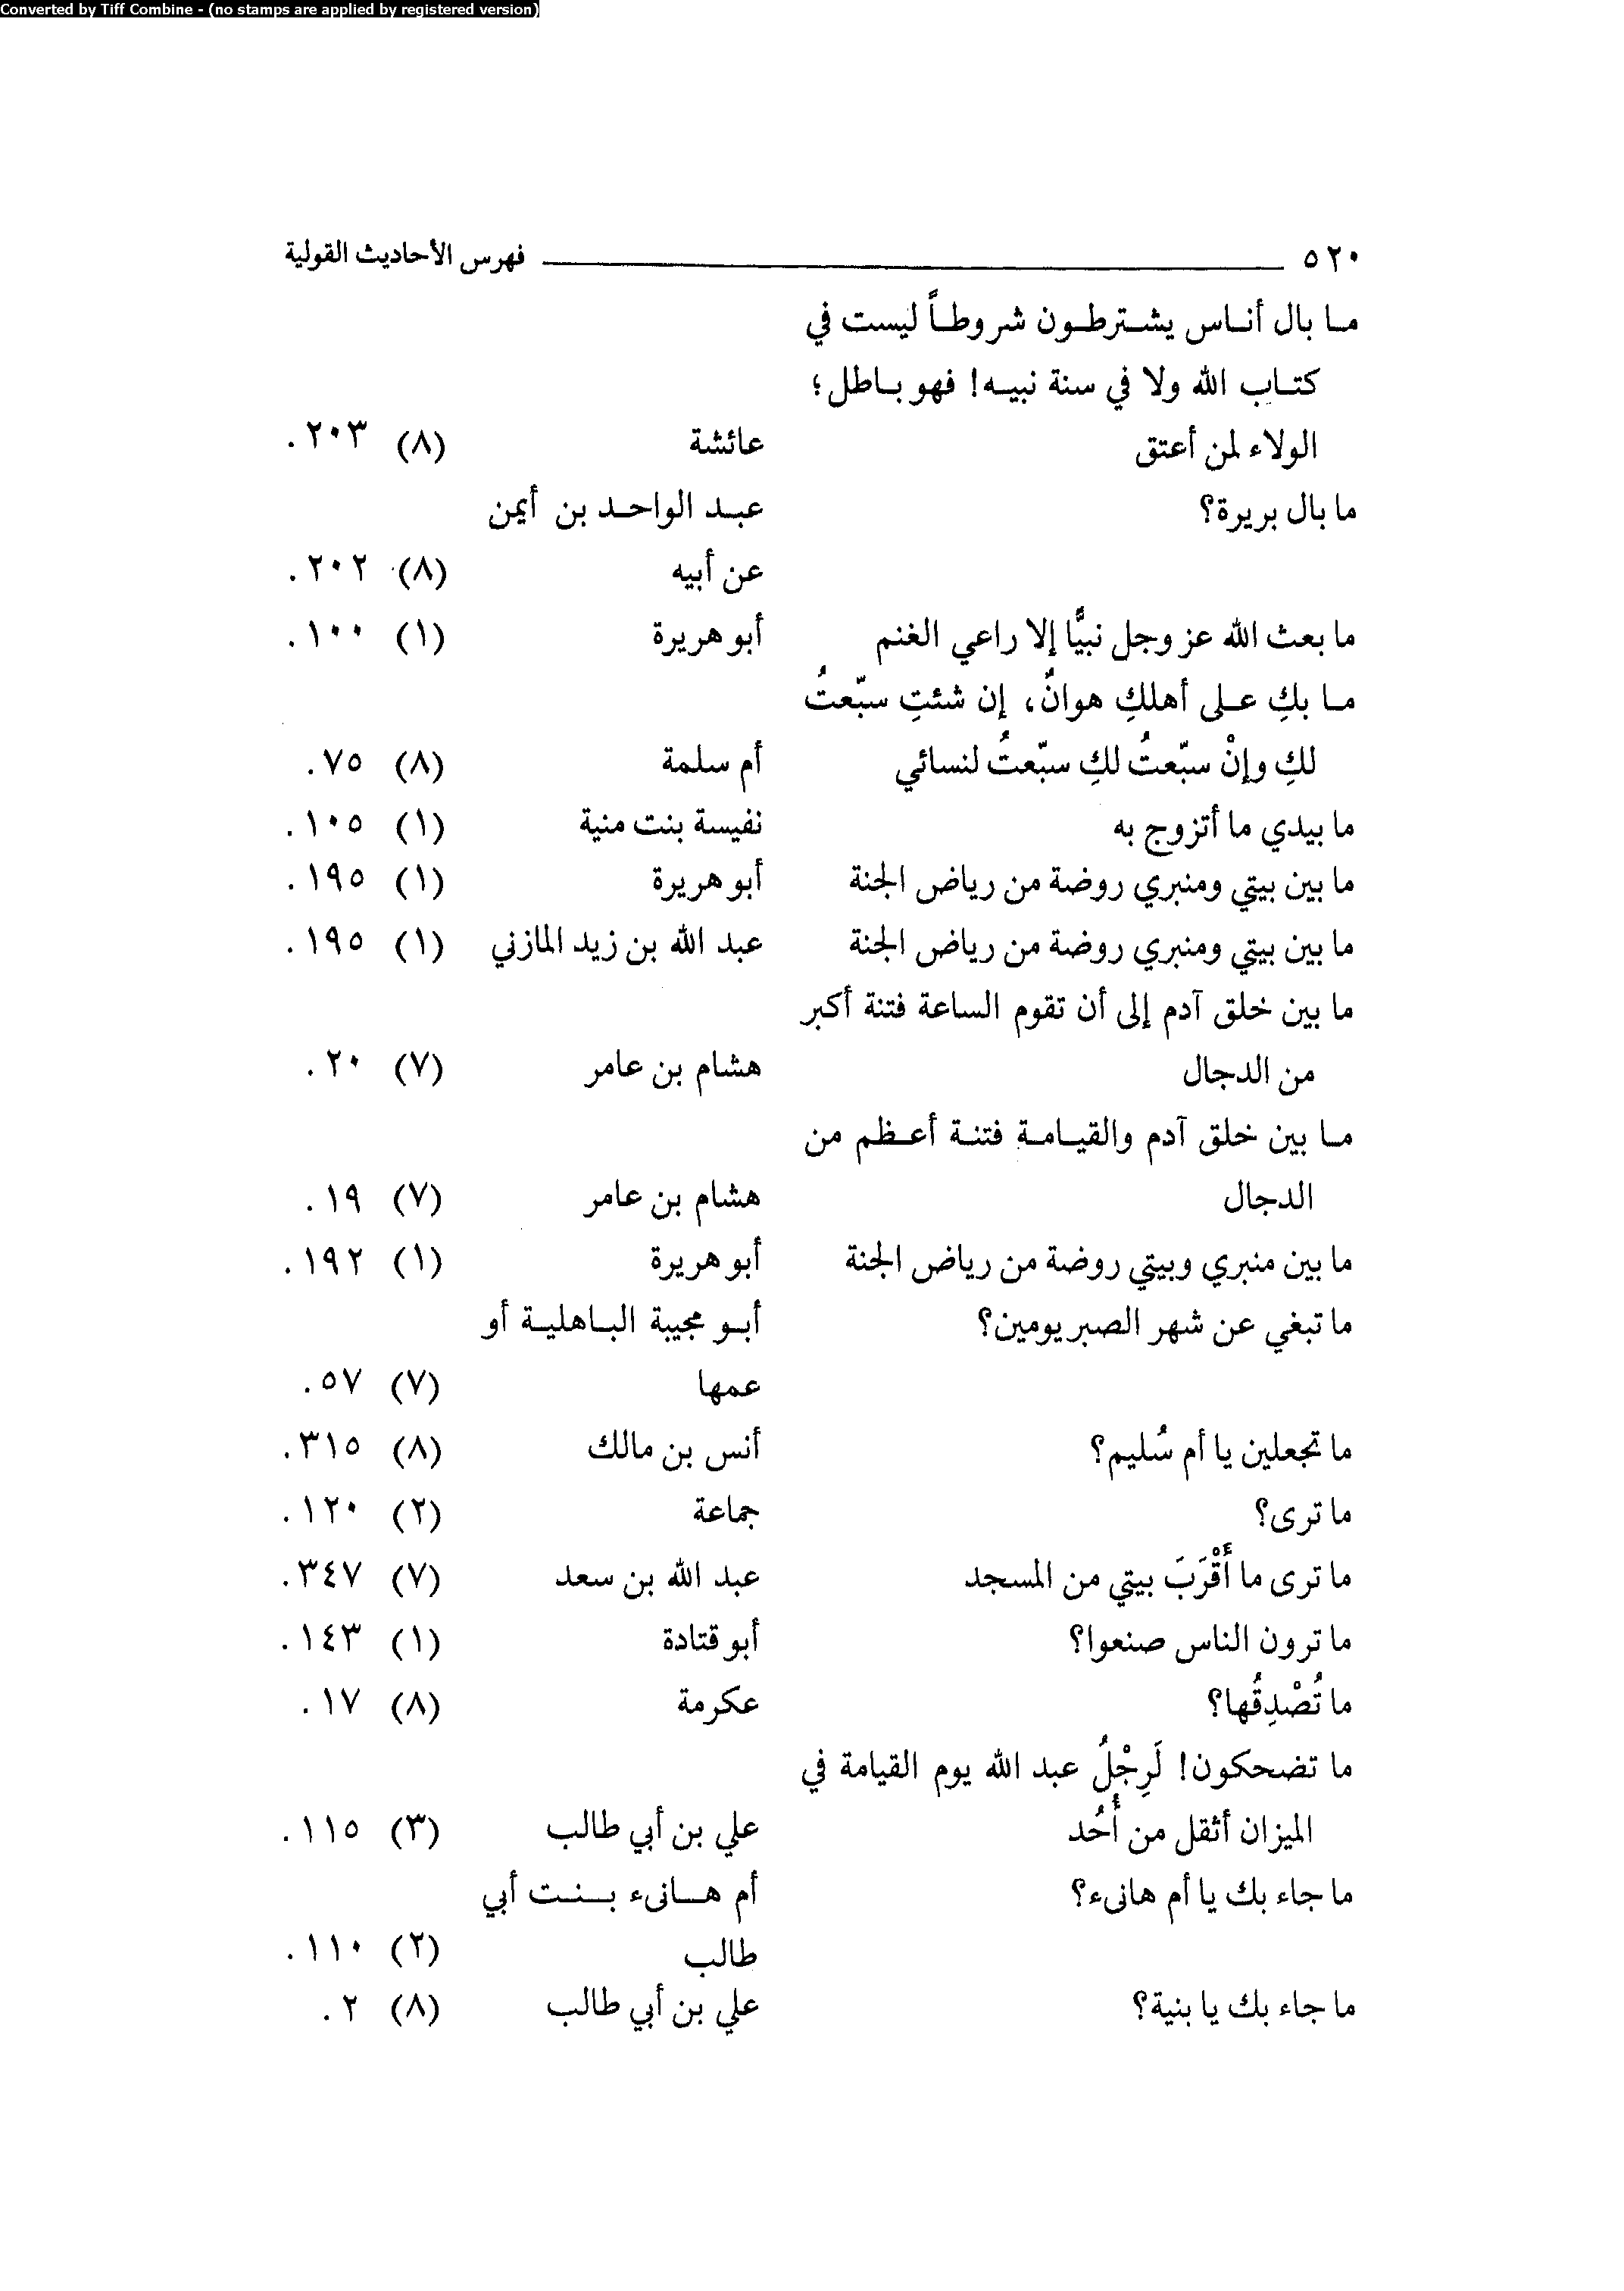 Converted by Tiff Combine - (no stamps are applied by registered version)
٥٢٠ فهرس الأحاديث القولية
ما بال أناس يشترطون شروطاً ليست في
كتاب الله ولا في سنة نبيه! فهو باطل؛
الولاء لمن أعتق عائشة (٨) ٢٠٣.
ما بال بريرة؟ عبد الواحد بن أيمن
عن أبيه (٨) ٢٠٢.
ما بعث الله عز وجل نبيًّا إلا راعي الغنم أبو هريرة (١) ١٠٠.
ما بكِ على أهلكِ هوانٌ، إن شئتِ سبّعتُ
لكِ وإنْ سبّعتُ لكِ سبّعتُ لنسائي أم سلمة (٨) ٧٥.
ما بيدي ما أتزوج به نفيسة بنت منية (١) ١٠٥.
ما بين بيتي ومنبري روضة من رياض الجنة أبو هريرة (١) ١٩٥.
ما بين بيتي ومنبري روضة من رياض الجنة عبد الله بن زيد المازني (١) ١٩٥.
ما بين خلق آدم إلى أن تقوم الساعة فتنة أكبر
من الدجال هشام بن عامر (٧) ٢٠.
ما بين خلق آدم والقيامة فتنة أعظم من
الدجال هشام بن عامر (٧) ١٩.
ما بين منبري وبيتي روضة من رياض الجنة أبو هريرة (١) ١٩٢.
ما تبغي عن شهر الصبر يومين؟ أبو مجيبة الباهلية أو
عمها (٧) ٥٧.
ما تجعلين يا أم سُليم؟ أنس بن مالك (٨) ٣١٥.
ما ترى؟ جماعة (٢) ١٢٠.
ما ترى ما أَقْرَبَ بيتي من المسجد عبد الله بن سعد (٧) ٣٤٧.
ما ترون الناس صنعوا؟ أبو قتادة (١) ١٤٣.
ما تُصْدِقُها؟ عكرمة (٨) ١٧.
ما تضحكون! لَرِجْلُ عبد الله يوم القيامة في
الميزان أثقل من أُحُد علي بن أبي طالب (٣) ١١٥.
ما جاء بك يا أم هانىء؟ أم هانىء بنت أبي
طالب (٢) ١١٠.
ما جاء بك يا بنية؟ علي بن أبي طالب (٨) ٢.